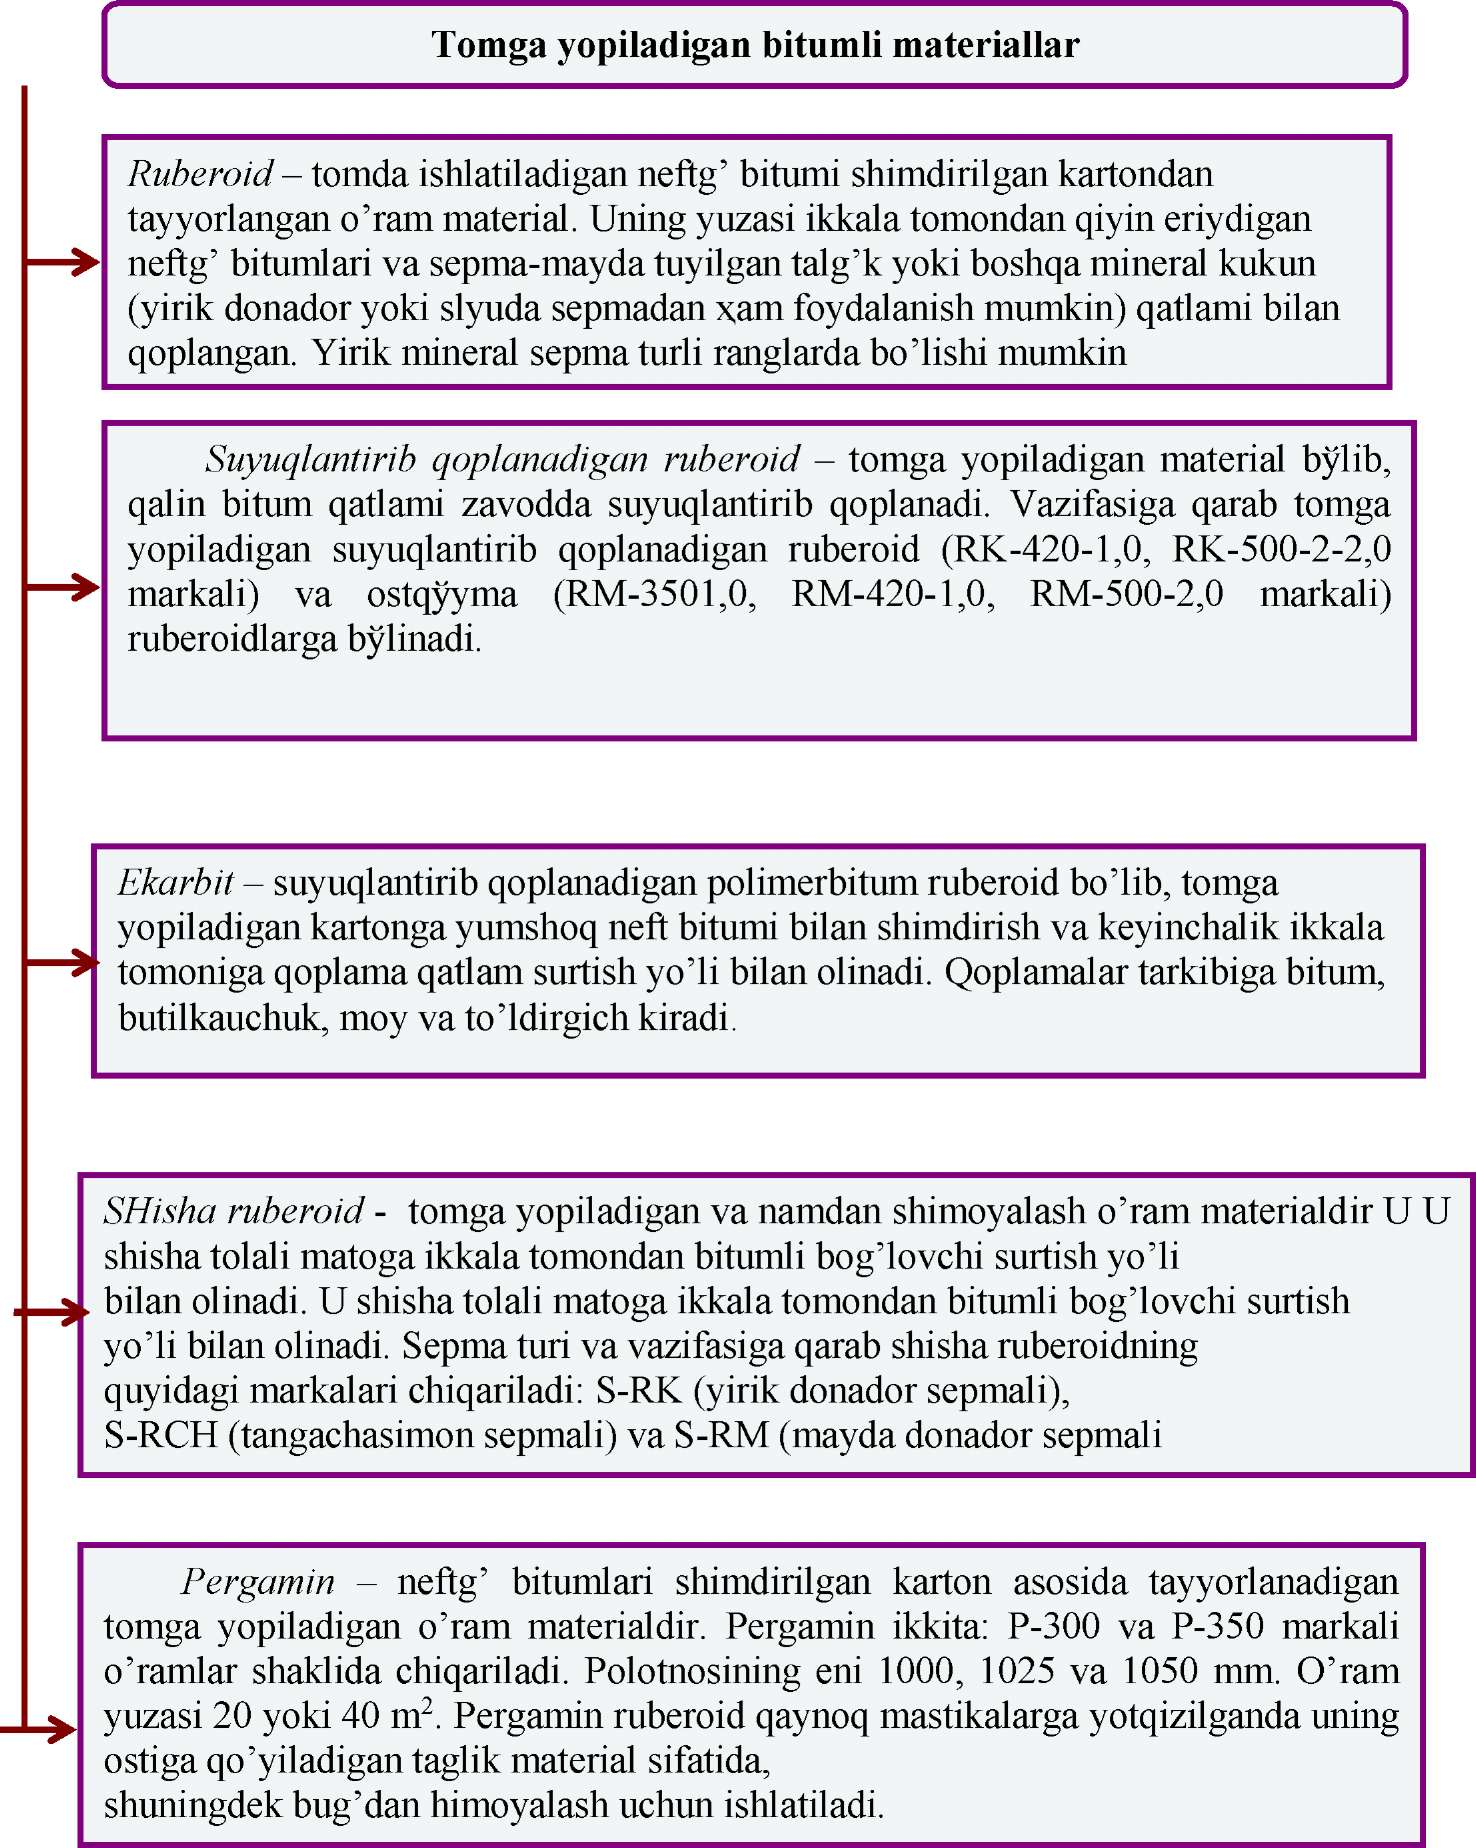 Tomga yopiladigan bitumli materiallar
Ruberoid – tomda ishlatiladigan neftg’ bitumi shimdirilgan kartondan
tayyorlangan o’ram material. Uning yuzasi ikkala tomondan qiyin eriydigan
neftg’ bitumlari va sepma-mayda tuyilgan talg’k yoki boshqa mineral kukun
(yirik donador yoki slyuda sepmadan ҳam foydalanish mumkin) qatlami bilan
qoplangan. Yirik mineral sepma turli ranglarda bo’lishi mumkin
Suyuqlantirib qoplanadigan ruberoid – tomga yopiladigan material bўlib,
qalin bitum qatlami zavodda suyuqlantirib qoplanadi. Vazifasiga qarab tomga
yopiladigan suyuqlantirib qoplanadigan ruberoid (RK-420-1,0, RK-500-2-2,0
markali) va ostqўyma (RM-3501,0, RM-420-1,0, RM-500-2,0 markali)
ruberoidlarga bўlinadi.
Ekarbit – suyuqlantirib qoplanadigan polimerbitum ruberoid bo’lib, tomga
yopiladigan kartonga yumshoq neft bitumi bilan shimdirish va keyinchalik ikkala
tomoniga qoplama qatlam surtish yo’li bilan olinadi. Qoplamalar tarkibiga bitum,
butilkauchuk, moy va to’ldirgich kiradi.
SHisha ruberoid - tomga yopiladigan va namdan shimoyalash o’ram materialdir U U
shisha tolali matoga ikkala tomondan bitumli bog’lovchi surtish yo’li
bilan olinadi. U shisha tolali matoga ikkala tomondan bitumli bog’lovchi surtish
yo’li bilan olinadi. Sepma turi va vazifasiga qarab shisha ruberoidning
quyidagi markalari chiqariladi: S-RK (yirik donador sepmali),
S-RCH (tangachasimon sepmali) va S-RM (mayda donador sepmali
Pergamin – neftg’ bitumlari shimdirilgan karton asosida tayyorlanadigan
tomga yopiladigan o’ram materialdir. Pergamin ikkita: P-300 va P-350 markali
o’ramlar shaklida chiqariladi. Polotnosining eni 1000, 1025 va 1050 mm. O’ram
yuzasi 20 yoki 40 m². Pergamin ruberoid qaynoq mastikalarga yotqizilganda uning
ostiga qo’yiladigan taglik material sifatida,
shuningdek bug’dan himoyalash uchun ishlatiladi.